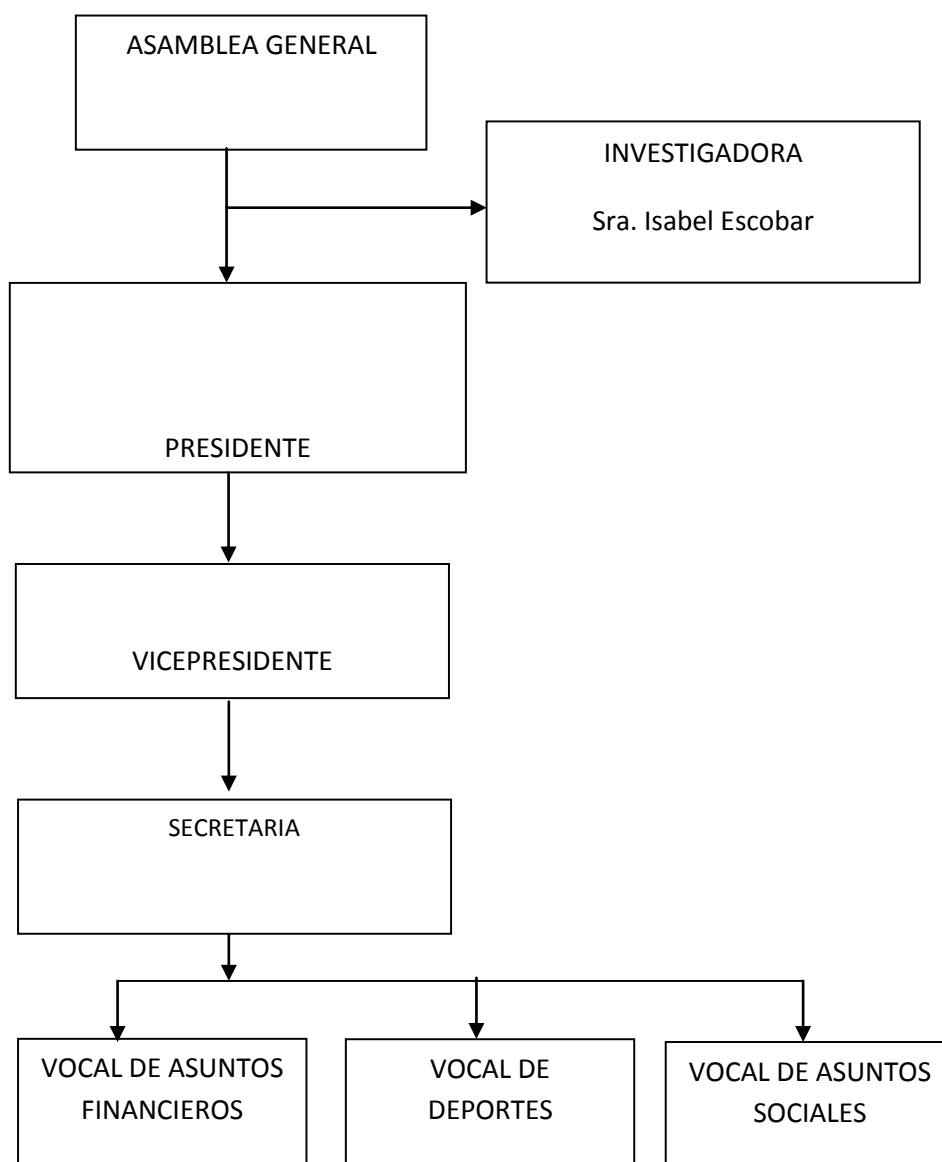 ASAMBLEA GENERAL
INVESTIGADORA
Sra. Isabel Escobar
PRESIDENTE
VICEPRESIDENTE
SECRETARIA
VOCAL DE ASUNTOS
FINANCIEROS
VOCAL DE
DEPORTES
VOCAL DE ASUNTOS
SOCIALES